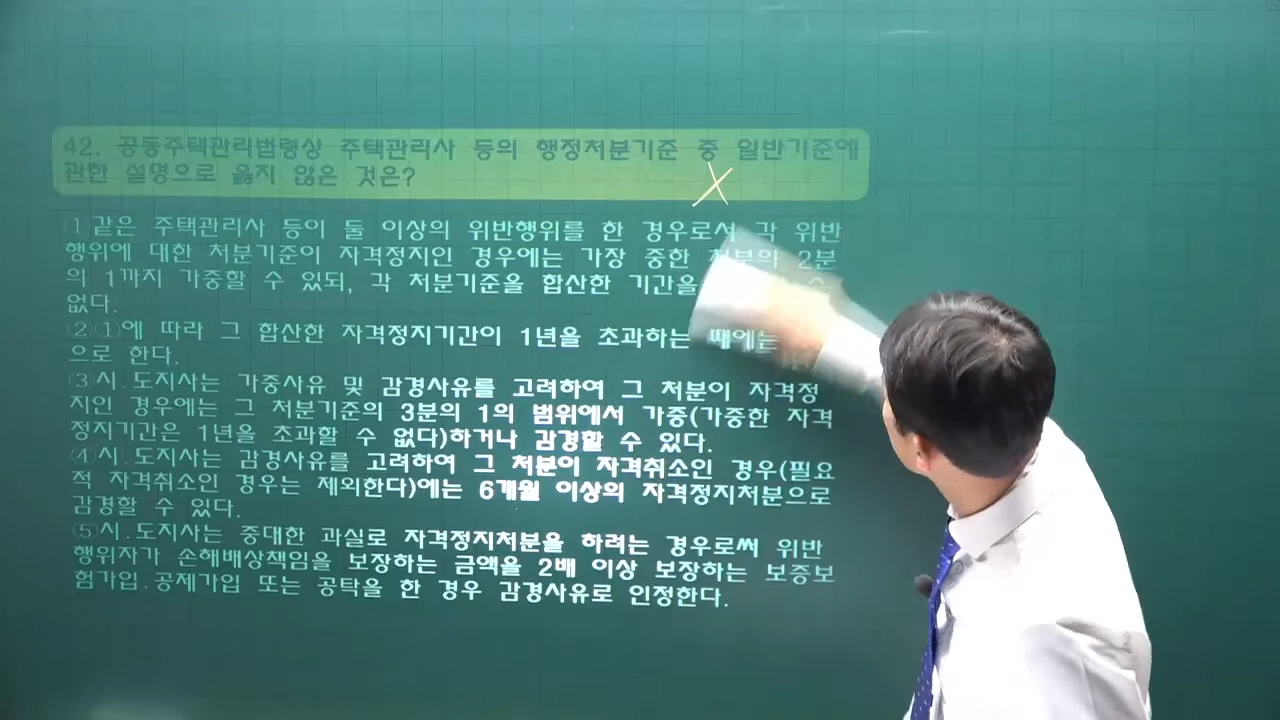 42. 공동주택관리법령상 주택관리사 등의 행정처분기준 중 일반기준에
관한 설명으로 옳지 않은 것은?
X
①같은 주택관리사 등이 둘 이상의 위반행위를 한 경우로서 각 위반
행위에 대한 처분기준이 자격정지인 경우에는 가장 중한 처분의 2분
의 1까지 가중할 수 있되, 각 처분기준을 합산한 기간을 수
없다.
②①에 따라 그 합산한 자격정지기간이 1년을 초과하는 때에는
으로 한다.
③시.도지사는 가중사유 및 감경사유를 고려하여 그 처분이 자격정
지인 경우에는 그 처분기준의 3분의 1의 범위에서 가중(가중한 자격
정지기간은 1년을 초과할 수 없다)하거나 감경할 수 있다.
④시.도지사는 감경사유를 고려하여 그 처분이 자격취소인 경우(필요
적 자격취소인 경우는 제외한다)에는 6개월 이상의 자격정지처분으로
감경할 수 있다.
⑤시.도지사는 중대한 과실로 자격정지처분을 하려는 경우로써 위반
행위자가 손해배상책임을 보장하는 금액을 2배 이상 보장하는 보증보
험가입.공제가입 또는 공탁을 한 경우 감경사유로 인정한다.